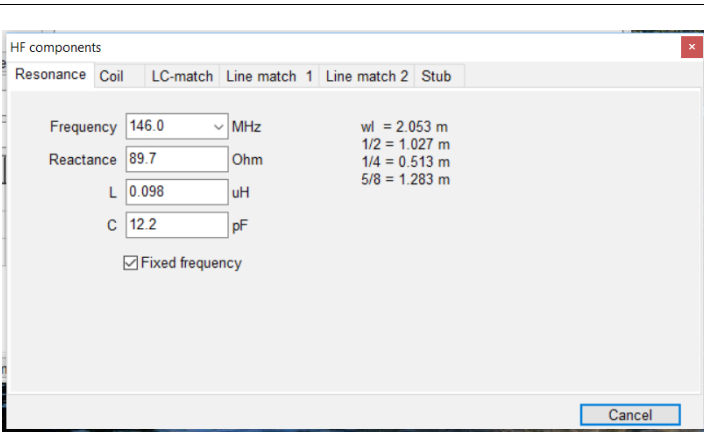 HF components
Resonance Coil LC-match Line match 1 Line match 2 Stub
Frequency 146.0 MHz
Reactance 89.7 Ohm
L 0.098 uH
C 12.2 pF
Fixed frequency
wl = 2.053 m
1/2 = 1.027 m
1/4 = 0.513 m
5/8 = 1.283 m
Cancel